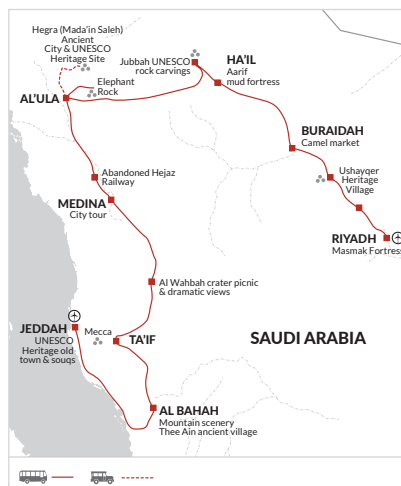 Hegra (Mada'in Saleh)
Ancient
City & UNESCO
Heritage Site
Elephant
Rock
AL'ULA
Jubbah UNESCO
rock carvings
HA'IL
Aarif
mud fortress
BURAIDAH
Camel market
Ushayqer
Heritage
Village
RIYADH
Masmak Fortress
Abandoned Hejaz
Railway
MEDINA
City tour
Al Wahbah crater picnic
& dramatic views
JEDDAH
UNESCO
Heritage old
town & souqs
Mecca
TA'IF
SAUDI ARABIA
AL BAHAH
Mountain scenery
Thee Ain ancient village